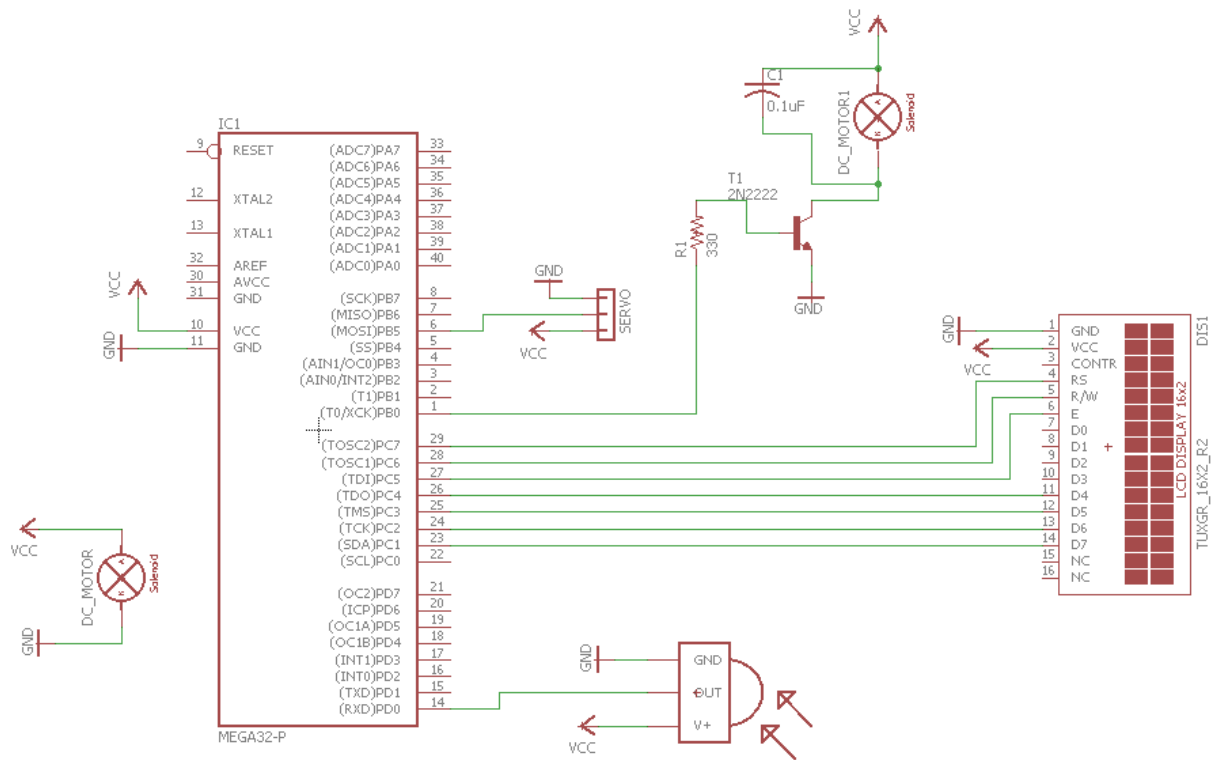 VCC
C1
0.1uF
DC_MOTOR1
Solenoid
A
K
T1
2N2222
R1
330
GND
IC1
9 RESET
12 XTAL2
13 XTAL1
32 AREF
30 AVCC
31 GND
10 VCC
11 GND
VCC
GND
(ADC7)PA7 33
(ADC6)PA6 34
(ADC5)PA5 35
(ADC4)PA4 36
(ADC3)PA3 37
(ADC2)PA2 38
(ADC1)PA1 39
(ADC0)PA0 40
(SCK)PB7 8
(MISO)PB6 7
(MOSI)PB5 6
(SS)PB4 5
(AIN1/OC0)PB3 4
(AIN0/INT2)PB2 3
(T1)PB1 2
(T0/XCK)PB0 1
(TOSC2)PC7 29
(TOSC1)PC6 28
(TDI)PC5 27
(TDO)PC4 26
(TMS)PC3 25
(TCK)PC2 24
(SDA)PC1 23
(SCL)PC0 22
(OC2)PD7 21
(ICP)PD6 20
(OC1A)PD5 19
(OC1B)PD4 18
(INT1)PD3 17
(INT0)PD2 16
(TXD)PD1 15
(RXD)PD0 14
MEGA32-P
GND
VCC
SERVO
GND
VCC
1 GND
2 VCC
3 CONTR
4 RS
5 R/W
6 E
7 D0
8 D1
9 D2
10 D3
11 D4
12 D5
13 D6
14 D7
15 NC
16 NC
LCD DISPLAY 16x2
DIS1
TUXGR_16X2_R2
VCC
DC_MOTOR
Solenoid
A
K
GND
GND
VCC
GND
OUT
V+